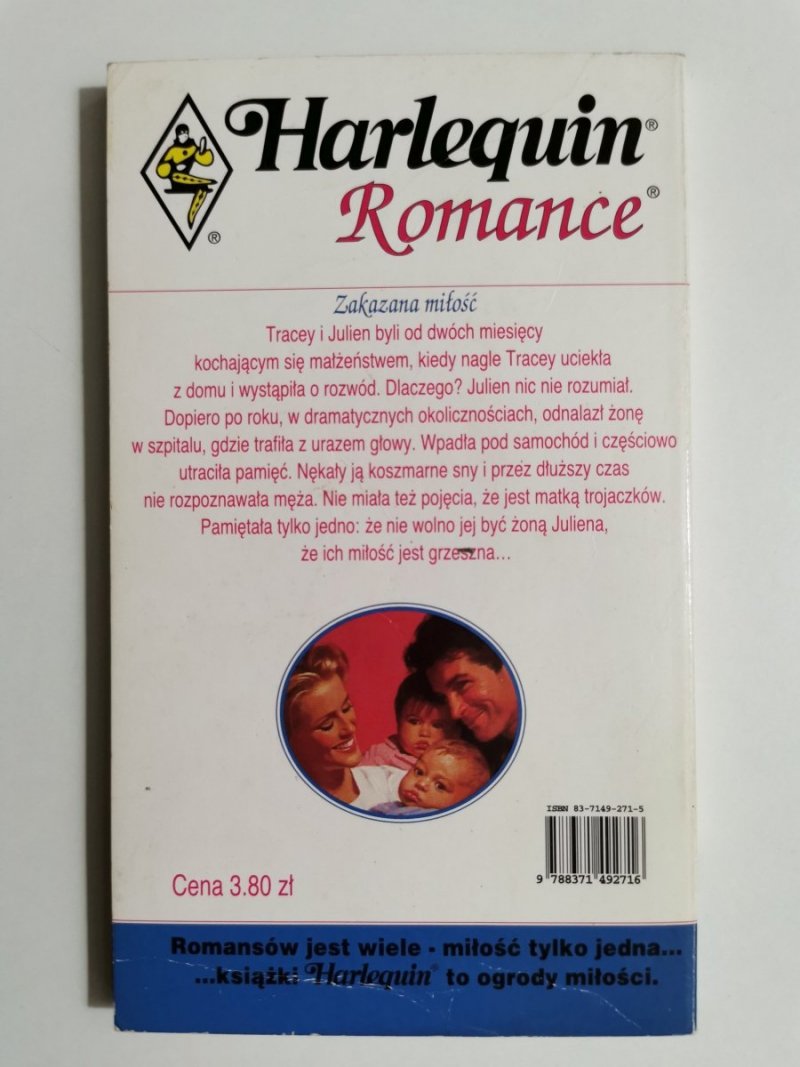 Harlequin®
Romance®
®
Zakazana miłość
Tracey i Julien byli od dwóch miesięcy
kochającym się małżeństwem, kiedy nagle Tracey uciekła
z domu i wystąpiła o rozwód. Dlaczego? Julien nic nie rozumiał.
Dopiero po roku, w dramatycznych okolicznościach, odnalazł żonę
w szpitalu, gdzie trafiła z urazem głowy. Wpadła pod samochód i częściowo
utraciła pamięć. Nękały ją koszmarne sny i przez dłuższy czas
nie rozpoznawała męża. Nie miała też pojęcia, że jest matką trojaczków.
Pamiętała tylko jedno: że nie wolno jej być żoną Juliena,
że ich miłość jest grzeszna...
ISBN 83-7149-271-5
9 788371 492716
Cena 3.80 zł
Romansów jest wiele - miłość tylko jedna...
...książki Harlequin® to ogrody miłości.